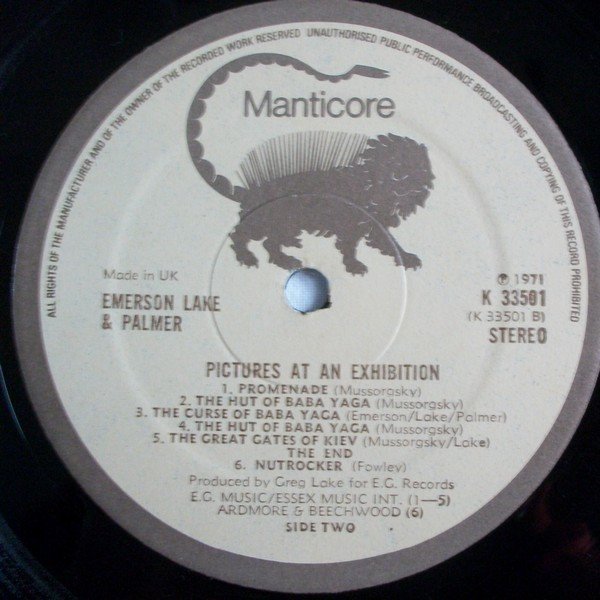 ALL RIGHTS OF THE MANUFACTURER AND OF THE OWNER OF THE RECORDED WORK RESERVED UNAUTHORISED PUBLIC PERFORMANCE BROADCASTING AND COPYING OF THIS RECORD PROHIBITED
Manticore
Made in UK
℗ 1971
EMERSON LAKE
& PALMER
K 33501
(K 33501 B)
STEREO
PICTURES AT AN EXHIBITION
1. PROMENADE (Mussorgsky)
2. THE HUT OF BABA YAGA (Mussorgsky)
3. THE CURSE OF BABA YAGA (Emerson/Lake/Palmer)
4. THE HUT OF BABA YAGA (Mussorgsky)
5. THE GREAT GATES OF KIEV (Mussorgsky/Lake)
THE END
6. NUTROCKER (Fowley)
Produced by Greg Lake for E.G. Records
E.G. MUSIC/ESSEX MUSIC INT. (1—5)
ARDMORE & BEECHWOOD (6)
SIDE TWO